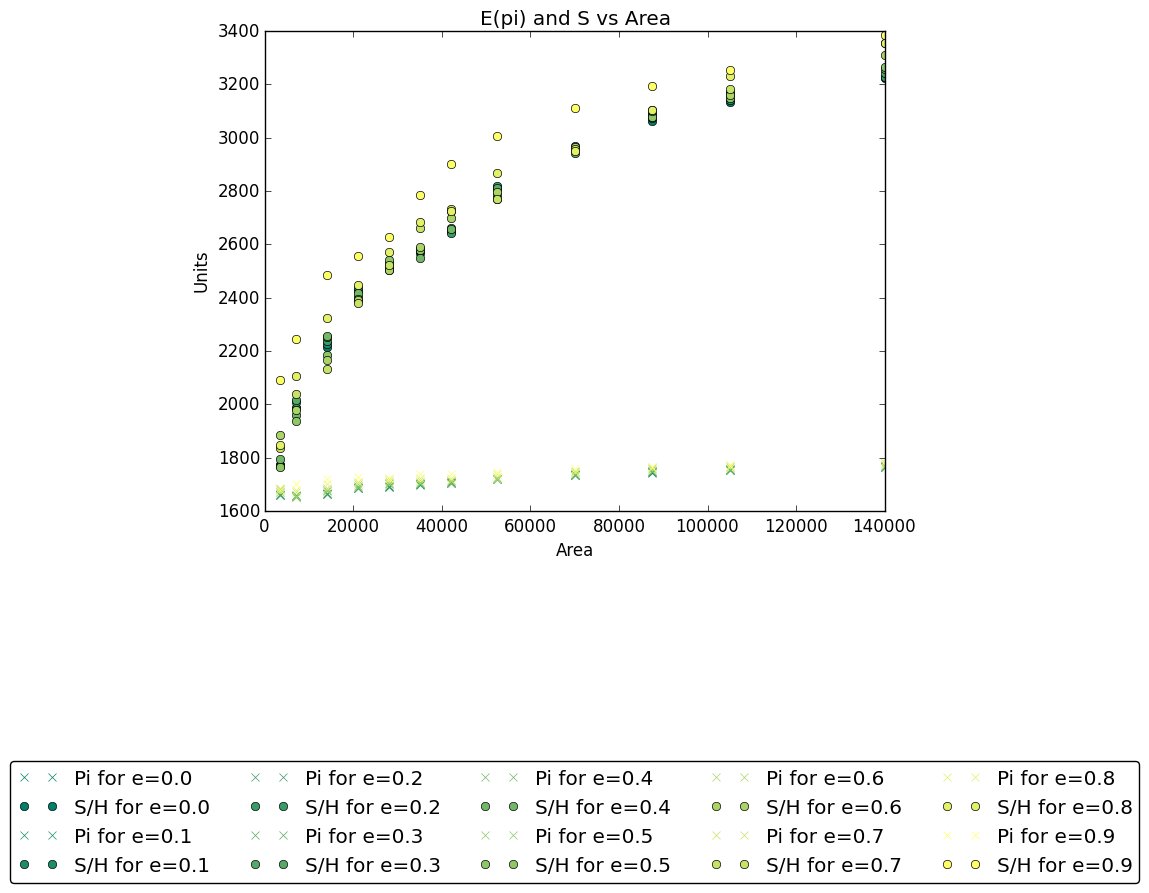 E(pi) and S vs Area
3400
3200
3000
2800
2600
2400
2200
2000
1800
1600
Units
0 20000 40000 60000 80000 100000 120000 140000
Area
Pi for e=0.0 Pi for e=0.2 Pi for e=0.4 Pi for e=0.6 Pi for e=0.8
S/H for e=0.0 S/H for e=0.2 S/H for e=0.4 S/H for e=0.6 S/H for e=0.8
Pi for e=0.1 Pi for e=0.3 Pi for e=0.5 Pi for e=0.7 Pi for e=0.9
S/H for e=0.1 S/H for e=0.3 S/H for e=0.5 S/H for e=0.7 S/H for e=0.9